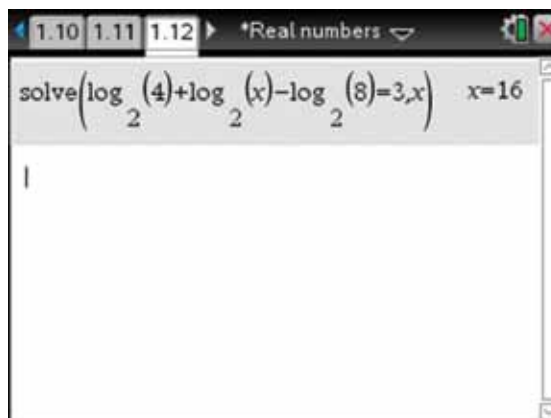 1.10 1.11 1.12 *Real numbers
solve(log₂(4)+log₂(x)−log₂(8)=3,x) x=16